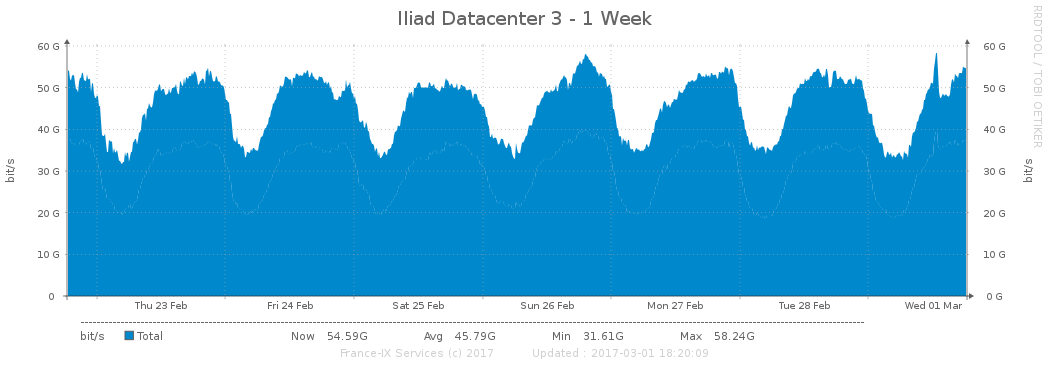 Iliad Datacenter 3 - 1 Week
RRDTOOL / TOBI OETIKER
60 G 60 G
50 G 50 G
40 G 40 G
30 G 30 G
20 G 20 G
10 G 10 G
0 0 G
bit/s bit/s
Thu 23 Feb Fri 24 Feb Sat 25 Feb Sun 26 Feb Mon 27 Feb Tue 28 Feb Wed 01 Mar
bit/s Total Now 54.59G Avg 45.79G Min 31.61G Max 58.24G
France-IX Services (c) 2017 Updated : 2017-03-01 18:20:09